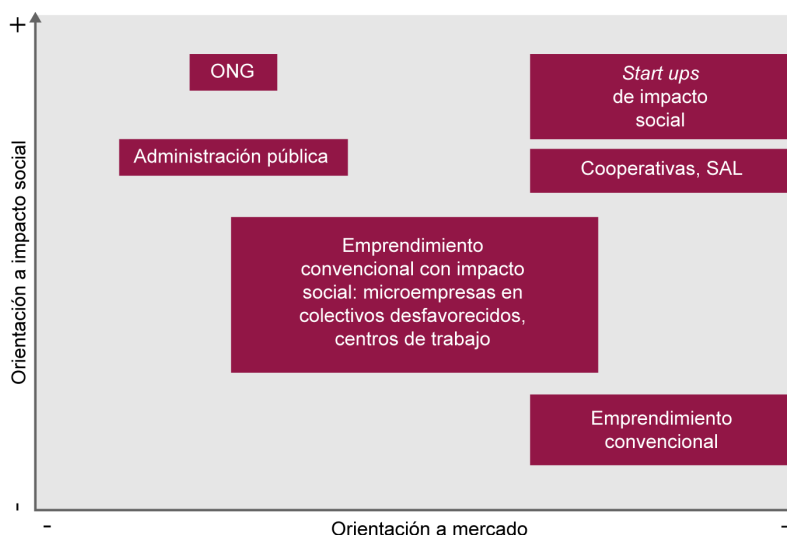 +
ONG
Start ups
de impacto
social
Administración pública
Cooperativas, SAL
Orientación a impacto social
Emprendimiento
convencional con impacto
social: microempresas en
colectivos desfavorecidos,
centros de trabajo
Emprendimiento
convencional
-
-
Orientación a mercado